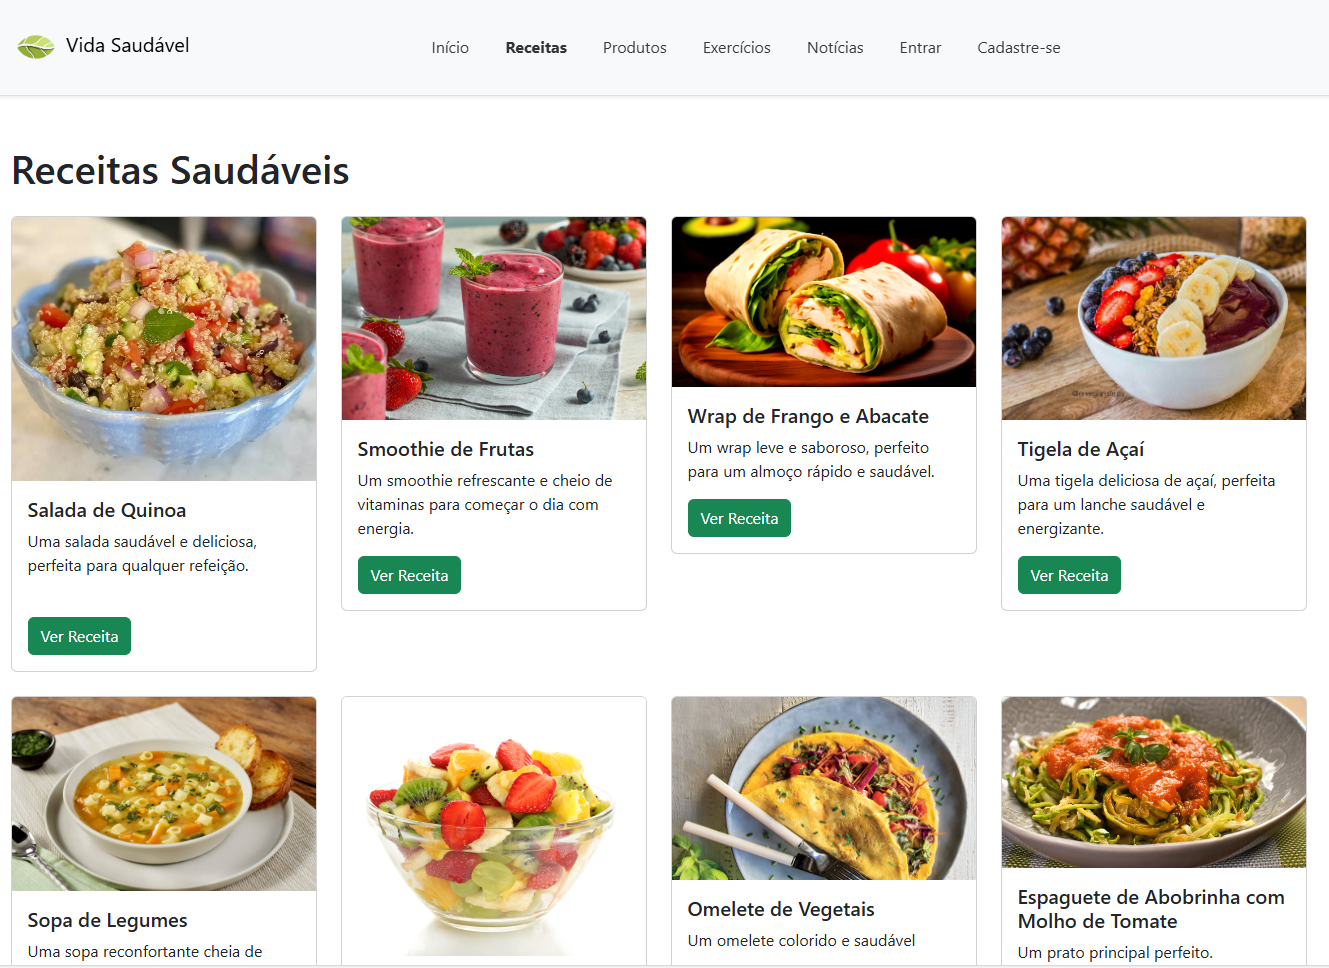 Vida Saudável
Início
Receitas
Produtos
Exercícios
Notícias
Entrar
Cadastre-se
Receitas Saudáveis
Salada de Quinoa
Uma salada saudável e deliciosa,
perfeita para qualquer refeição.
Ver Receita
Smoothie de Frutas
Um smoothie refrescante e cheio de
vitaminas para começar o dia com
energia.
Ver Receita
Wrap de Frango e Abacate
Um wrap leve e saboroso, perfeito
para um almoço rápido e saudável.
Ver Receita
Tigela de Açaí
Uma tigela deliciosa de açaí, perfeita
para um lanche saudável e
energizante.
Ver Receita
Sopa de Legumes
Uma sopa reconfortante cheia de
Omelete de Vegetais
Um omelete colorido e saudável
Espaguete de Abobrinha com
Molho de Tomate
Um prato principal perfeito.